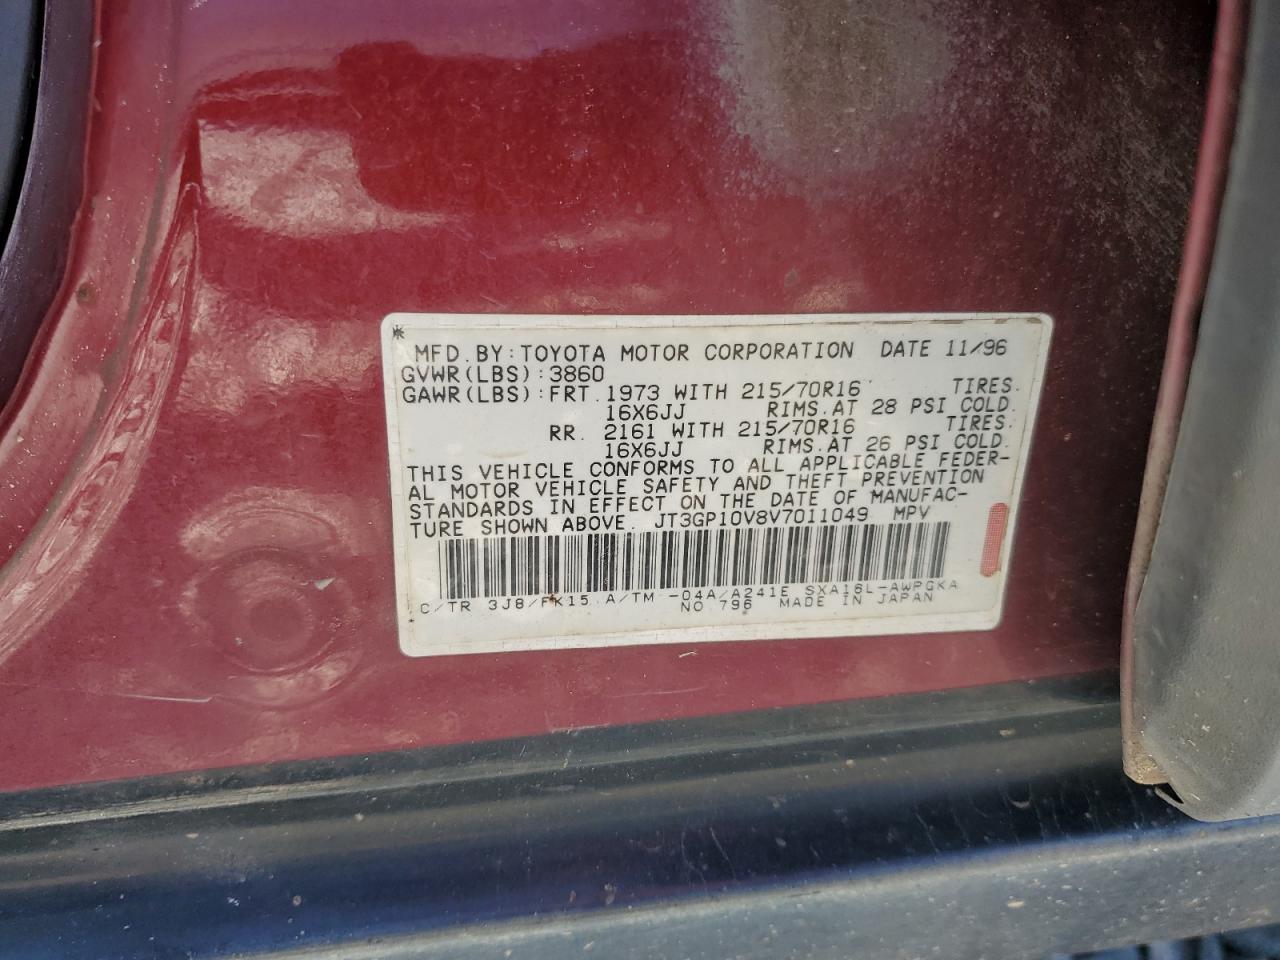 MFD. BY: TOYOTA MOTOR CORPORATION DATE 11/96
GVWR(LBS):3860
GAWR(LBS):FRT. 1973 WITH 215/70R16 TIRES.
16X6JJ RIMS.AT 28 PSI COLD.
RR. 2161 WITH 215/70R16 TIRES.
16X6JJ RIMS.AT 26 PSI COLD.
THIS VEHICLE CONFORMS TO ALL APPLICABLE FEDER-
AL MOTOR VEHICLE SAFETY AND THEFT PREVENTION
STANDARDS IN EFFECT ON THE DATE OF MANUFAC-
TURE SHOWN ABOVE. JT3GP10V8V7011049 MPV
C/TR 3J8/FK15 A/TM -04A/A241E SXA16L-AWPGKA
NO.796 MADE IN JAPAN